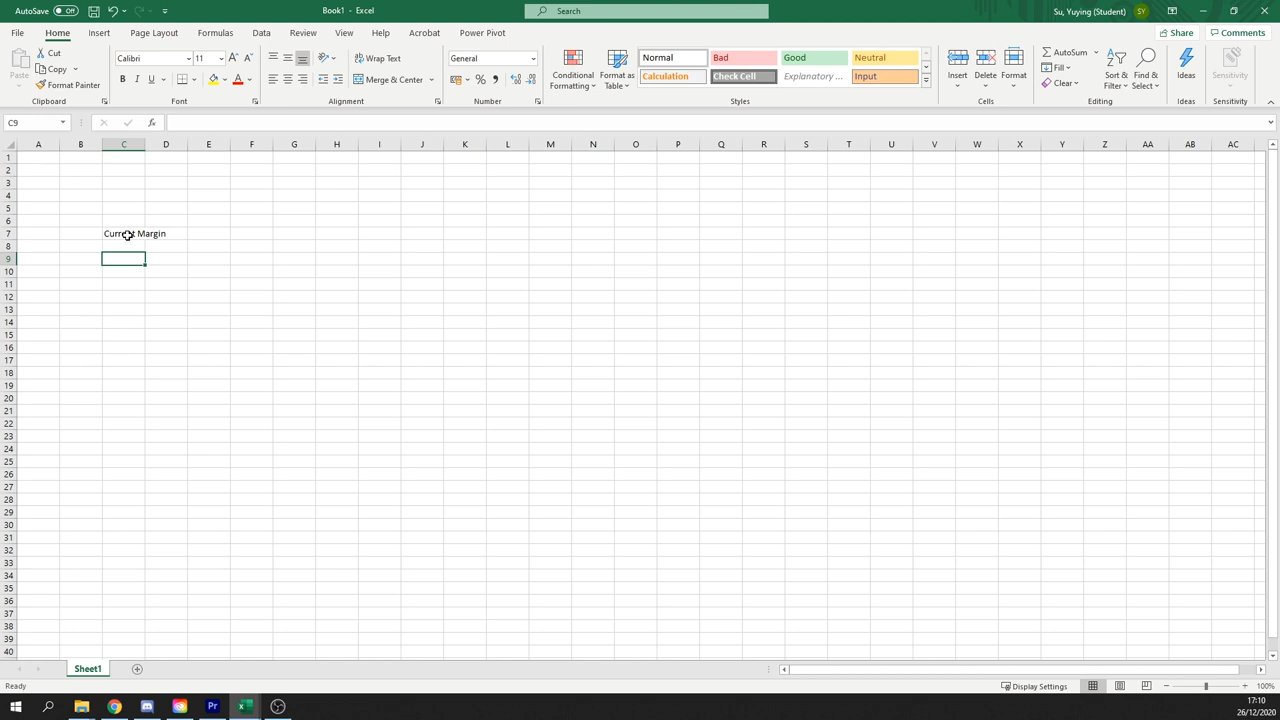 AutoSave Off
Book1 - Excel
Search
Su, Yuying (Student) SY
File Home Insert Page Layout Formulas Data Review View Help Acrobat Power Pivot
Share Comments
Paste
Cut
Copy
Format Painter
Clipboard
Calibri 11
B I U
Font
Wrap Text
Merge & Center
Alignment
General
Number
Conditional Formatting
Format as Table
Normal Bad Good Neutral
Calculation Check Cell Explanatory ... Input
Styles
Insert Delete Format
Cells
AutoSum
Fill
Clear
Sort & Filter
Find & Select
Editing
Ideas
Ideas
Sensitivity
Sensitivity
C9 fx
A B C D E F G H I J K L M N O P Q R S T U V W X Y Z AA AB AC
1
2
3
4
5
6
7 Current Margin
8
9
10
11
12
13
14
15
16
17
18
19
20
21
22
23
24
25
26
27
28
29
30
31
32
33
34
35
36
37
38
39
40
Sheet1
Ready
Display Settings
100%
17:10
26/12/2020